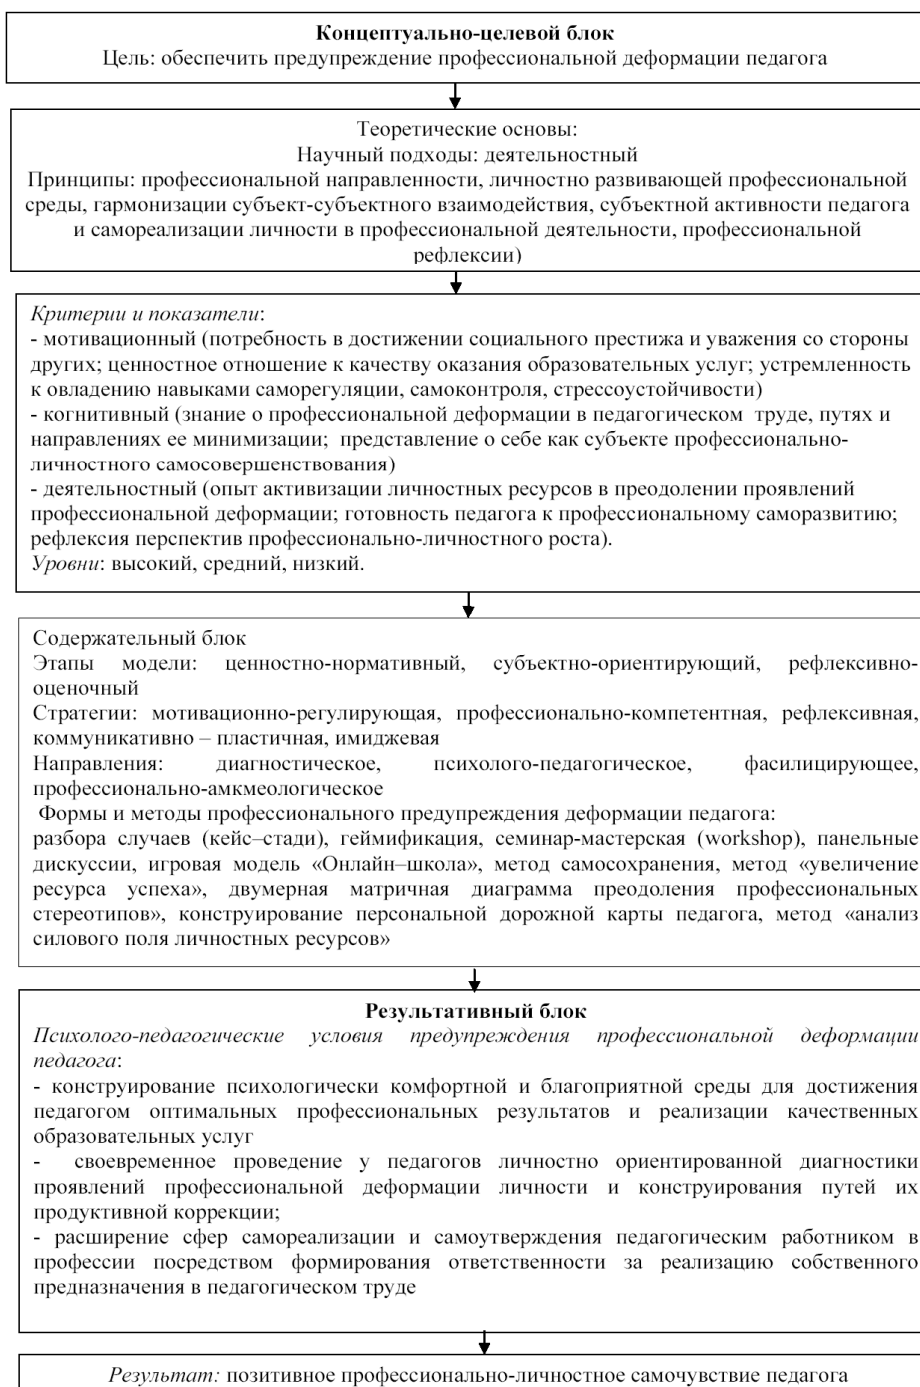 Концептуально-целевой блок
Цель: обеспечить предупреждение профессиональной деформации педагога
Теоретические основы:
Научный подходы: деятельностный
Принципы: профессиональной направленности, личностно развивающей профессиональной
среды, гармонизации субъект-субъектного взаимодействия, субъектной активности педагога
и самореализации личности в профессиональной деятельности, профессиональной
рефлексии)
Критерии и показатели:
- мотивационный (потребность в достижении социального престижа и уважения со стороны
других; ценностное отношение к качеству оказания образовательных услуг; устремленность
к овладению навыками саморегуляции, самоконтроля, стрессоустойчивости)
- когнитивный (знание о профессиональной деформации в педагогическом труде, путях и
направлениях ее минимизации; представление о себе как субъекте профессионально-
личностного самосовершенствования)
- деятельностный (опыт активизации личностных ресурсов в преодолении проявлений
профессиональной деформации; готовность педагога к профессиональному саморазвитию;
рефлексия перспектив профессионально-личностного роста).
Уровни: высокий, средний, низкий.
Содержательный блок
Этапы модели: ценностно-нормативный, субъектно-ориентирующий, рефлексивно-
оценочный
Стратегии: мотивационно-регулирующая, профессионально-компетентная, рефлексивная,
коммуникативно – пластичная, имиджевая
Направления: диагностическое, психолого-педагогическое, фасилицирующее,
профессионально-амкмеологическое
Формы и методы профессионального предупреждения деформации педагога:
разбора случаев (кейс–стади), геймификация, семинар-мастерская (workshop), панельные
дискуссии, игровая модель «Онлайн–школа», метод самосохранения, метод «увеличение
ресурса успеха», двумерная матричная диаграмма преодоления профессиональных
стереотипов», конструирование персональной дорожной карты педагога, метод «анализ
силового поля личностных ресурсов»
Результативный блок
Психолого-педагогические условия предупреждения профессиональной деформации
педагога:
- конструирование психологически комфортной и благоприятной среды для достижения
педагогом оптимальных профессиональных результатов и реализации качественных
образовательных услуг
- своевременное проведение у педагогов личностно ориентированной диагностики
проявлений профессиональной деформации личности и конструирования путей их
продуктивной коррекции;
- расширение сфер самореализации и самоутверждения педагогическим работником в
профессии посредством формирования ответственности за реализацию собственного
предназначения в педагогическом труде
Результат: позитивное профессионально-личностное самочувствие педагога